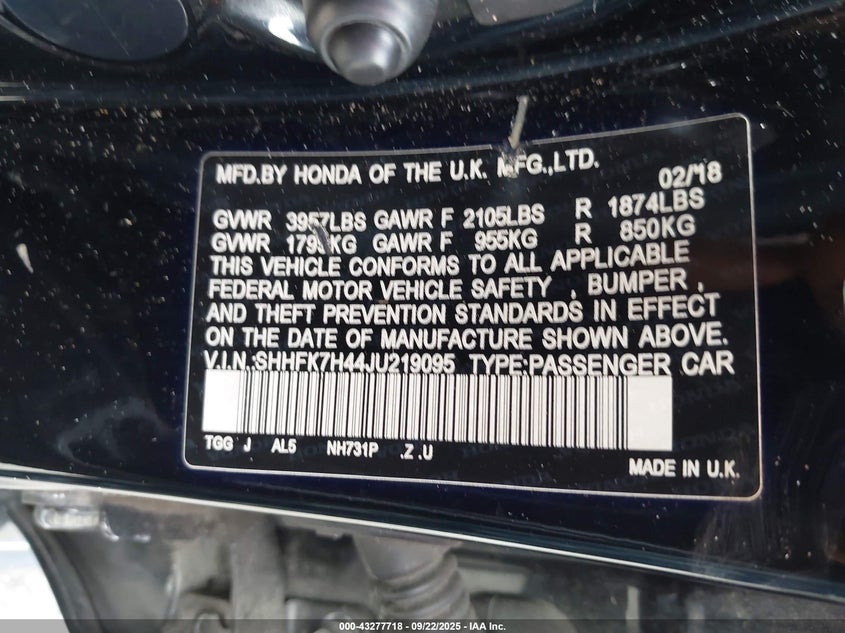 MFD.BY HONDA OF THE U.K. MFG.,LTD. 02/18
GVWR 3957LBS GAWR F 2105LBS R 1874LBS
GVWR 1795KG GAWR F 955KG R 850KG
THIS VEHICLE CONFORMS TO ALL APPLICABLE
FEDERAL MOTOR VEHICLE SAFETY , BUMPER ,
AND THEFT PREVENTION STANDARDS IN EFFECT
ON THE DATE OF MANUFACTURE SHOWN ABOVE.
V.I.N.:SHHFK7H44JU219095 TYPE:PASSENGER CAR
TGG J AL5 NH731P .Z .U
MADE IN U.K.
000-43277718 - 09/22/2025 - IAA Inc.